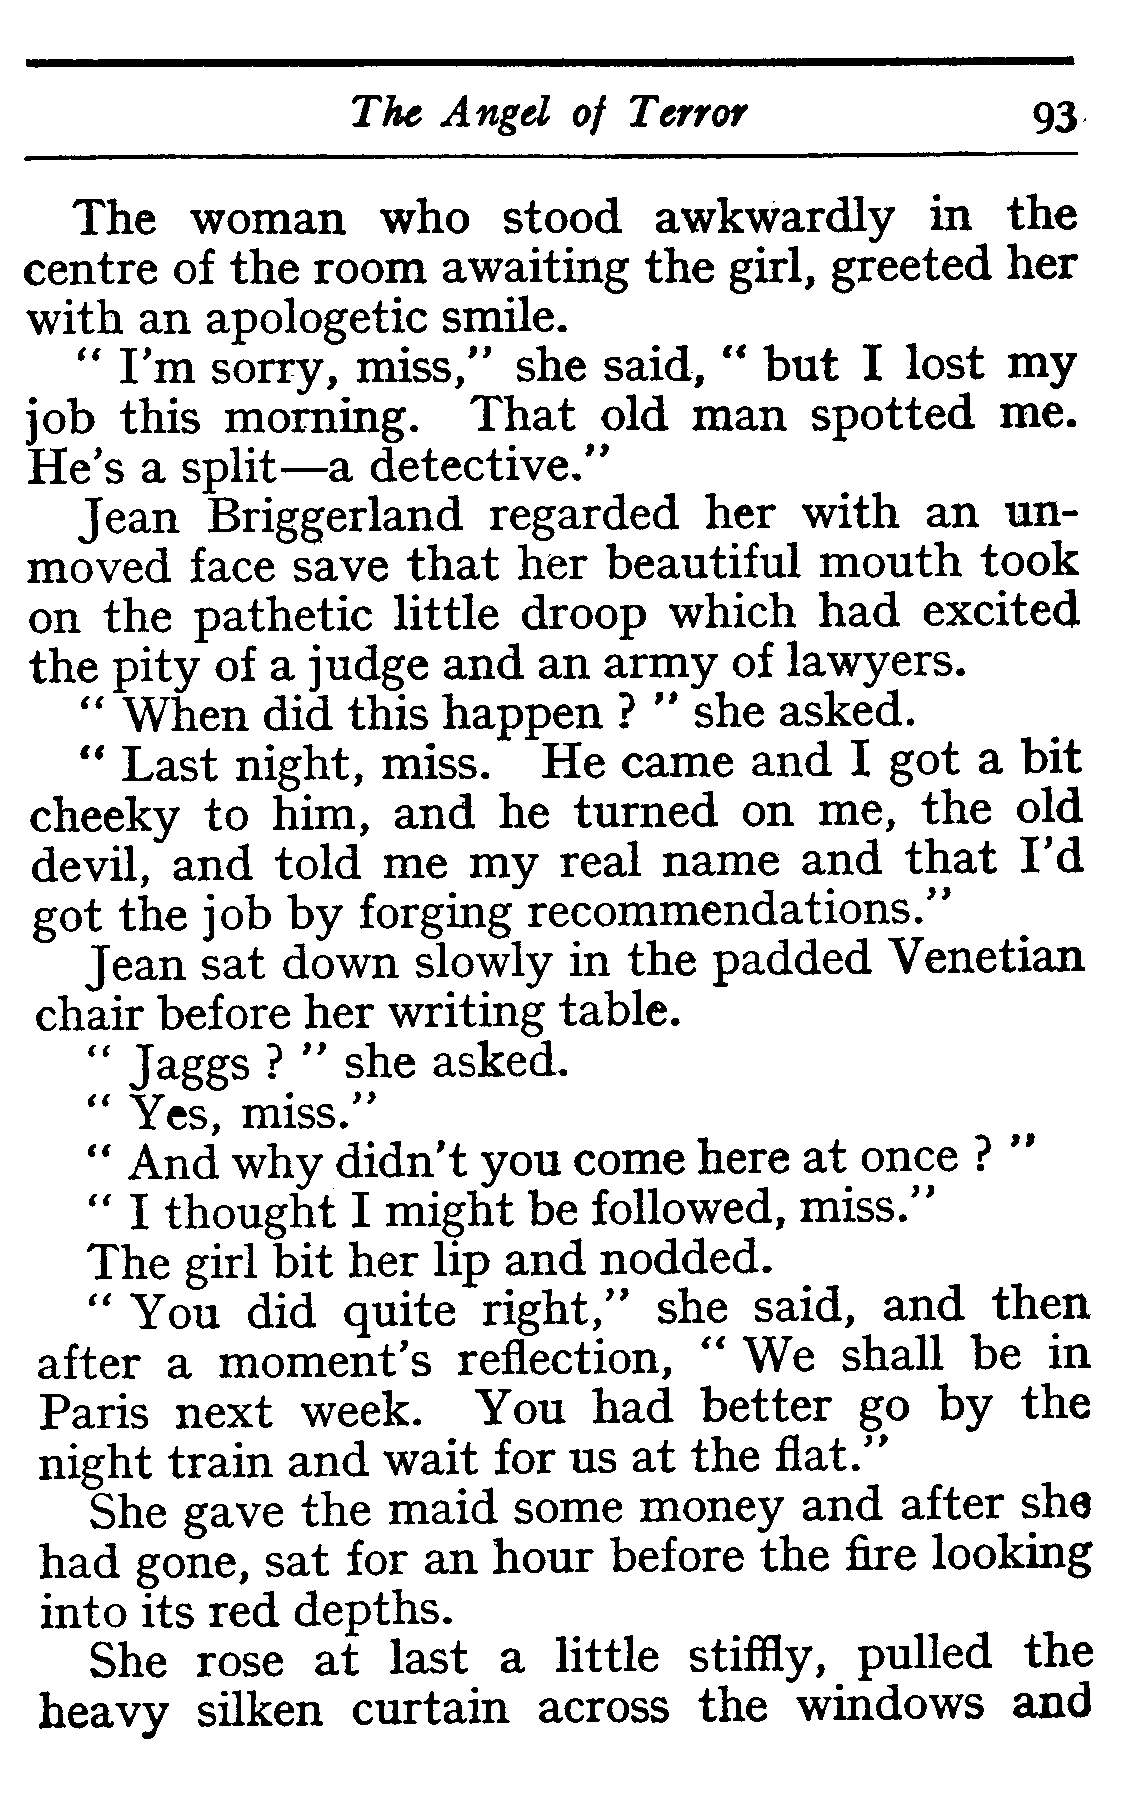 The Angel of Terror 93
The woman who stood awkwardly in the
centre of the room awaiting the girl, greeted her
with an apologetic smile.
“ I’m sorry, miss,” she said, “ but I lost my
job this morning. That old man spotted me.
He’s a split—a detective.”
Jean Briggerland regarded her with an un-
moved face save that her beautiful mouth took
on the pathetic little droop which had excited
the pity of a judge and an army of lawyers.
“ When did this happen ? ” she asked.
“ Last night, miss. He came and I got a bit
cheeky to him, and he turned on me, the old
devil, and told me my real name and that I’d
got the job by forging recommendations.”
Jean sat down slowly in the padded Venetian
chair before her writing table.
“ Jaggs ? ” she asked.
“ Yes, miss.”
“ And why didn’t you come here at once ? ”
“ I thought I might be followed, miss.”
The girl bit her lip and nodded.
“ You did quite right,” she said, and then
after a moment’s reflection, “ We shall be in
Paris next week. You had better go by the
night train and wait for us at the flat.”
She gave the maid some money and after she
had gone, sat for an hour before the fire looking
into its red depths.
She rose at last a little stiffly, pulled the
heavy silken curtain across the windows and